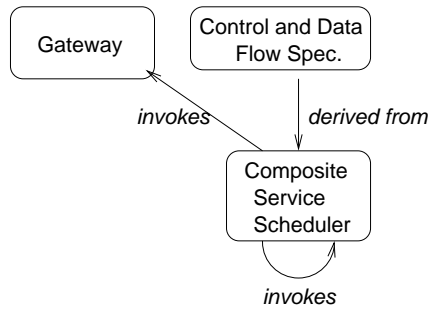 Gateway
Control and Data
Flow Spec.
invokes
derived from
Composite
Service
Scheduler
invokes